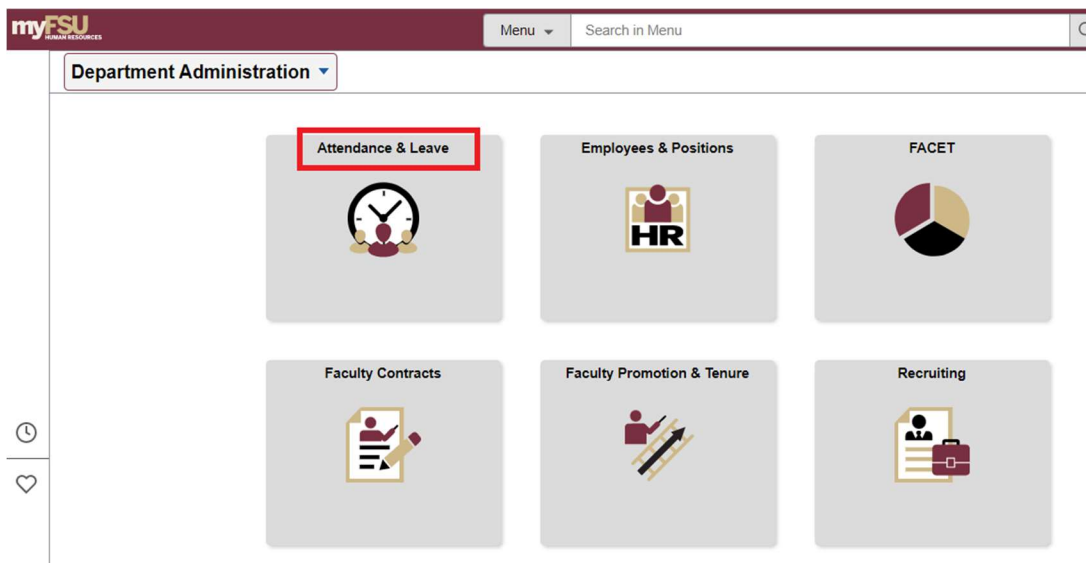 myFSU
HUMAN RESOURCES
Menu
Search in Menu
Department Administration
Attendance & Leave
Employees & Positions
FACET
HR
Faculty Contracts
Faculty Promotion & Tenure
Recruiting